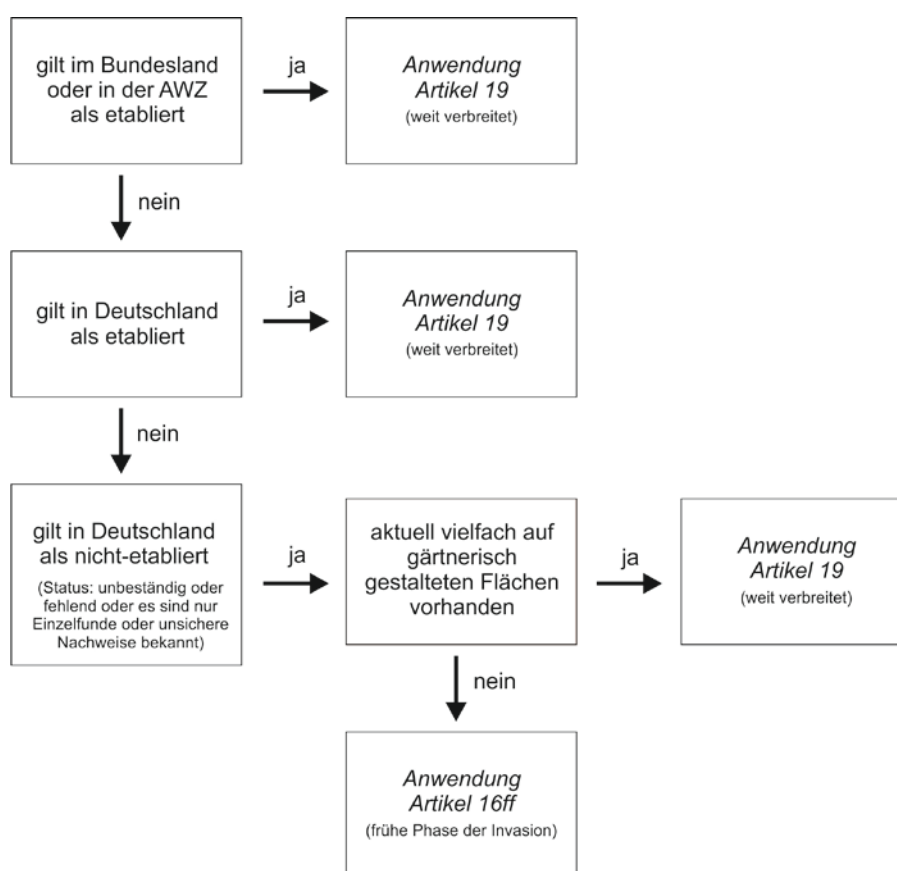 gilt im Bundesland
oder in der AWZ
als etabliert
ja
Anwendung
Artikel 19
(weit verbreitet)
nein
gilt in Deutschland
als etabliert
ja
Anwendung
Artikel 19
(weit verbreitet)
nein
gilt in Deutschland
als nicht-etabliert
(Status: unbeständig oder
fehlend oder es sind nur
Einzelfunde oder unsichere
Nachweise bekannt)
ja
aktuell vielfach auf
gärtnerisch
gestalteten Flächen
vorhanden
ja
Anwendung
Artikel 19
(weit verbreitet)
nein
Anwendung
Artikel 16ff
(frühe Phase der Invasion)